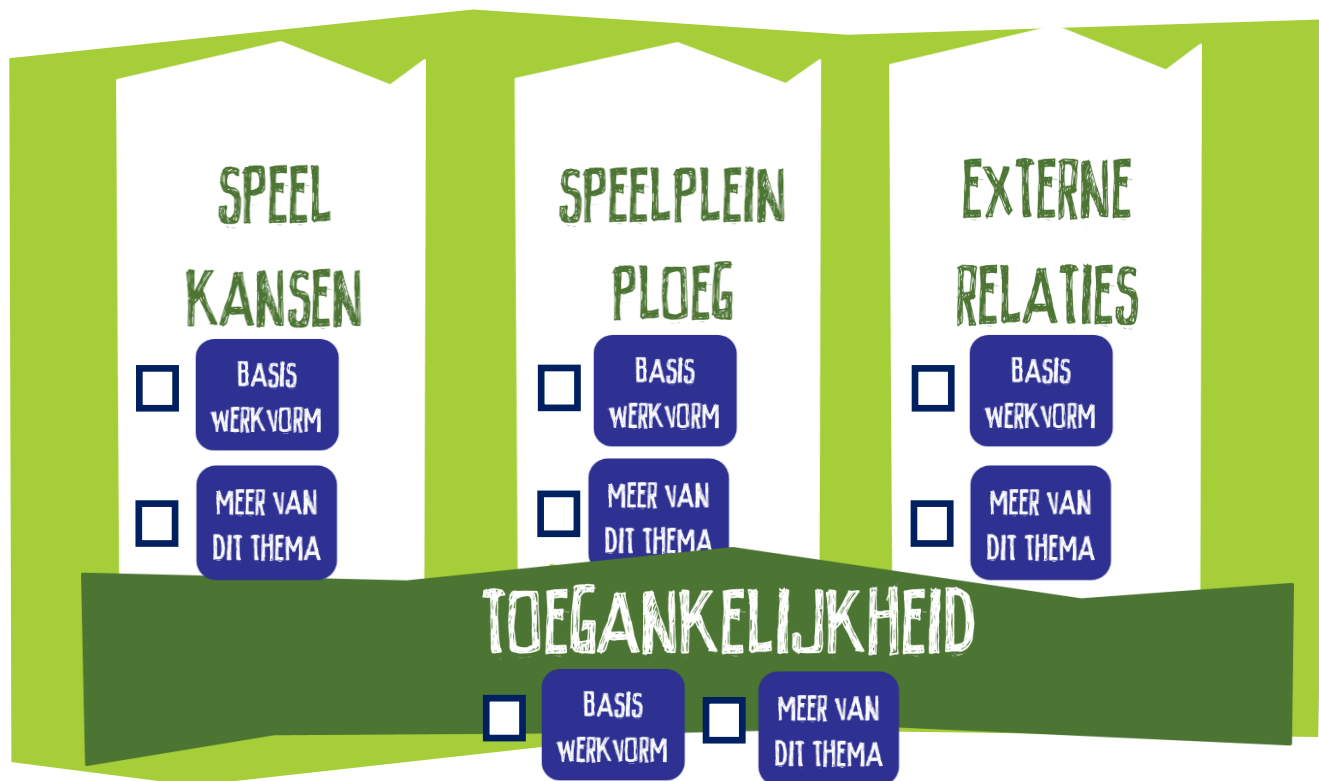 SPEEL
KANSEN
BASIS
WERKVORM
MEER VAN
DIT THEMA
SPEELPLEIN
PLOEG
BASIS
WERKVORM
MEER VAN
DIT THEMA
EXTERNE
RELATIES
BASIS
WERKVORM
MEER VAN
DIT THEMA
TOEGANKELIJKHEID
BASIS
WERKVORM
MEER VAN
DIT THEMA